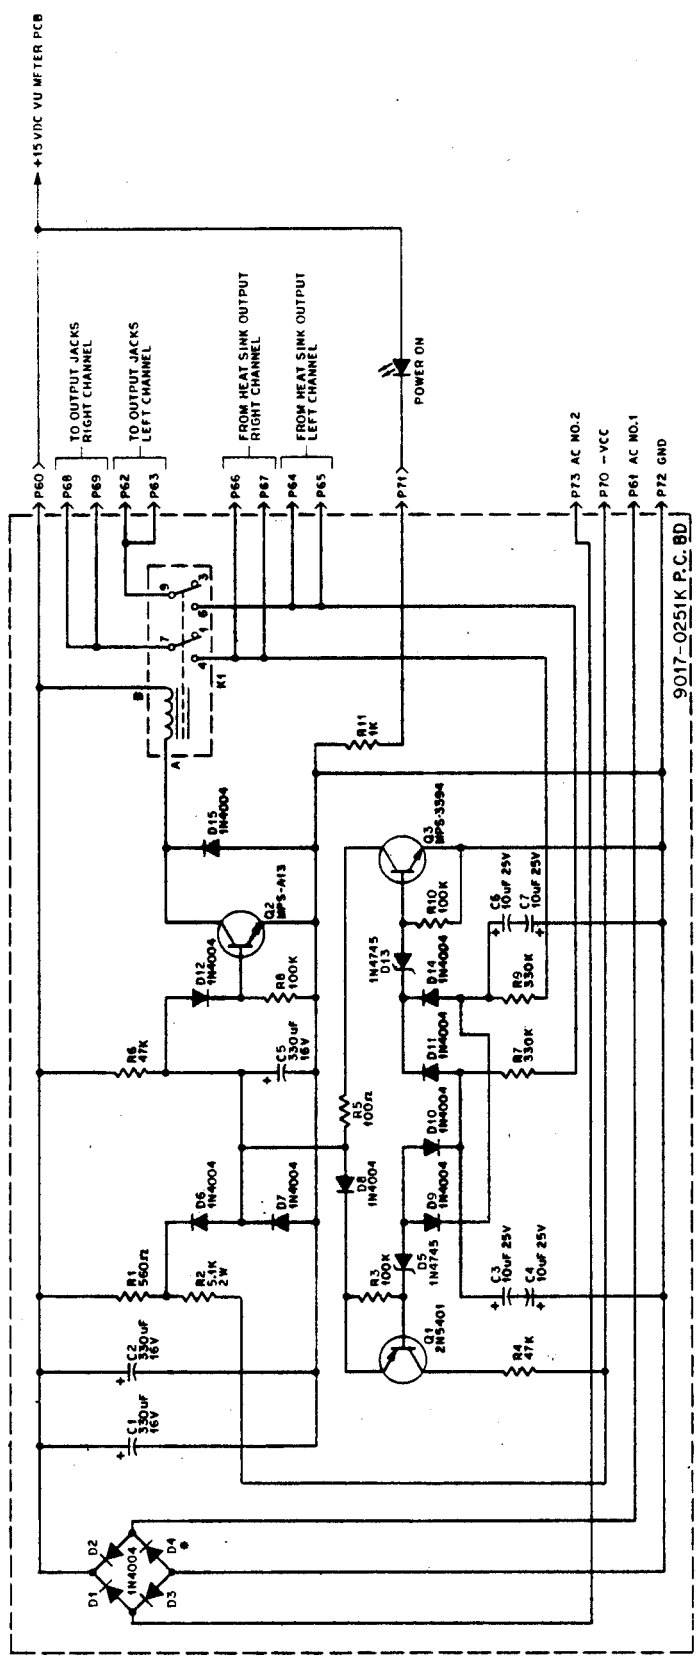 +15VDC VU METER PCB
P60
P68
P69
TO OUTPUT JACKS
RIGHT CHANNEL
P62
P63
TO OUTPUT JACKS
LEFT CHANNEL
P66
P67
FROM HEAT SINK OUTPUT
RIGHT CHANNEL
P64
P65
FROM HEAT SINK OUTPUT
LEFT CHANNEL
P71
POWER ON
P73 AC NO.2
P70 -VCC
P61 AC NO.1
P72 GND
9017-0251K P.C. BD
9
3
6
7
1
4
K1
B
A
R11
1K
D15
1N4004
Q2
MPS-A13
Q3
MPS-3394
D12
1N4004
R8
100K
R10
100K
1N4745
D13
D14
1N4004
C6
10uF 25V
C7
10uF 25V
R9
330K
R6
47K
C5
330uF
16V
D11
1N4004
R7
330K
R5
100Ω
D10
1N4004
D8
1N4004
D9
1N4004
D6
1N4004
D7
1N4004
R1
560Ω
R2
5.1K
2W
R3
100K
D5
1N4745
C3
10uF 25V
C4
10uF 25V
Q1
2N5401
R4
47K
C2
330uF
16V
C1
330uF
16V
D2
D4
*
1N4004
D1
D3